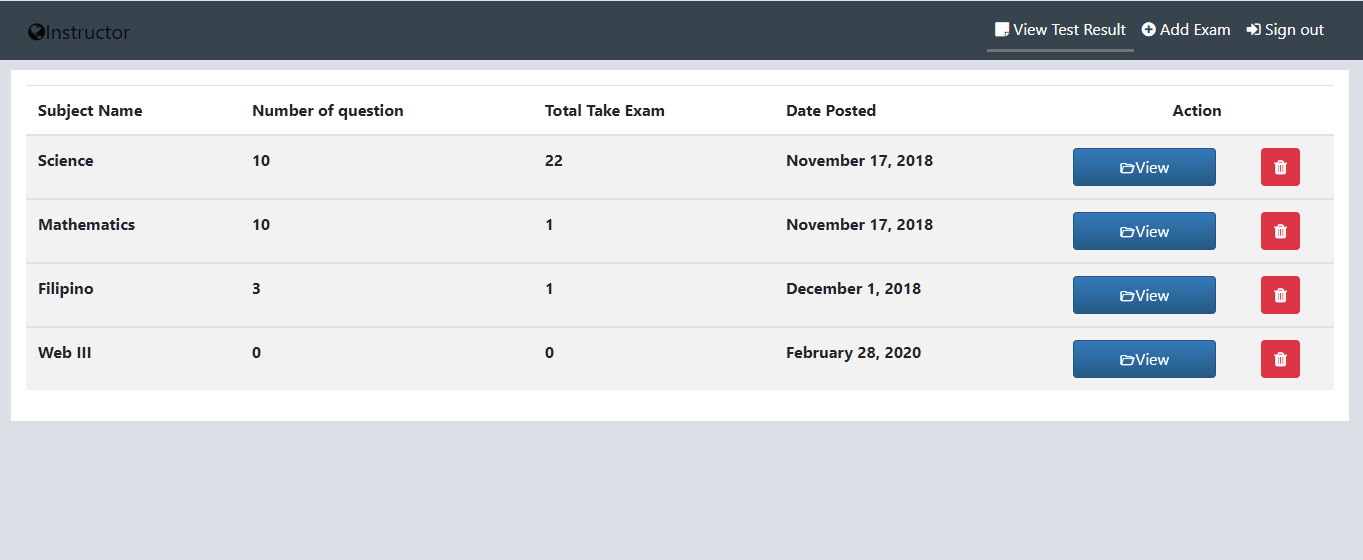 Instructor View Test Result Add Exam Sign out
Subject Name Number of question Total Take Exam Date Posted Action
Science 10 22 November 17, 2018 View
Mathematics 10 1 November 17, 2018 View
Filipino 3 1 December 1, 2018 View
Web III 0 0 February 28, 2020 View